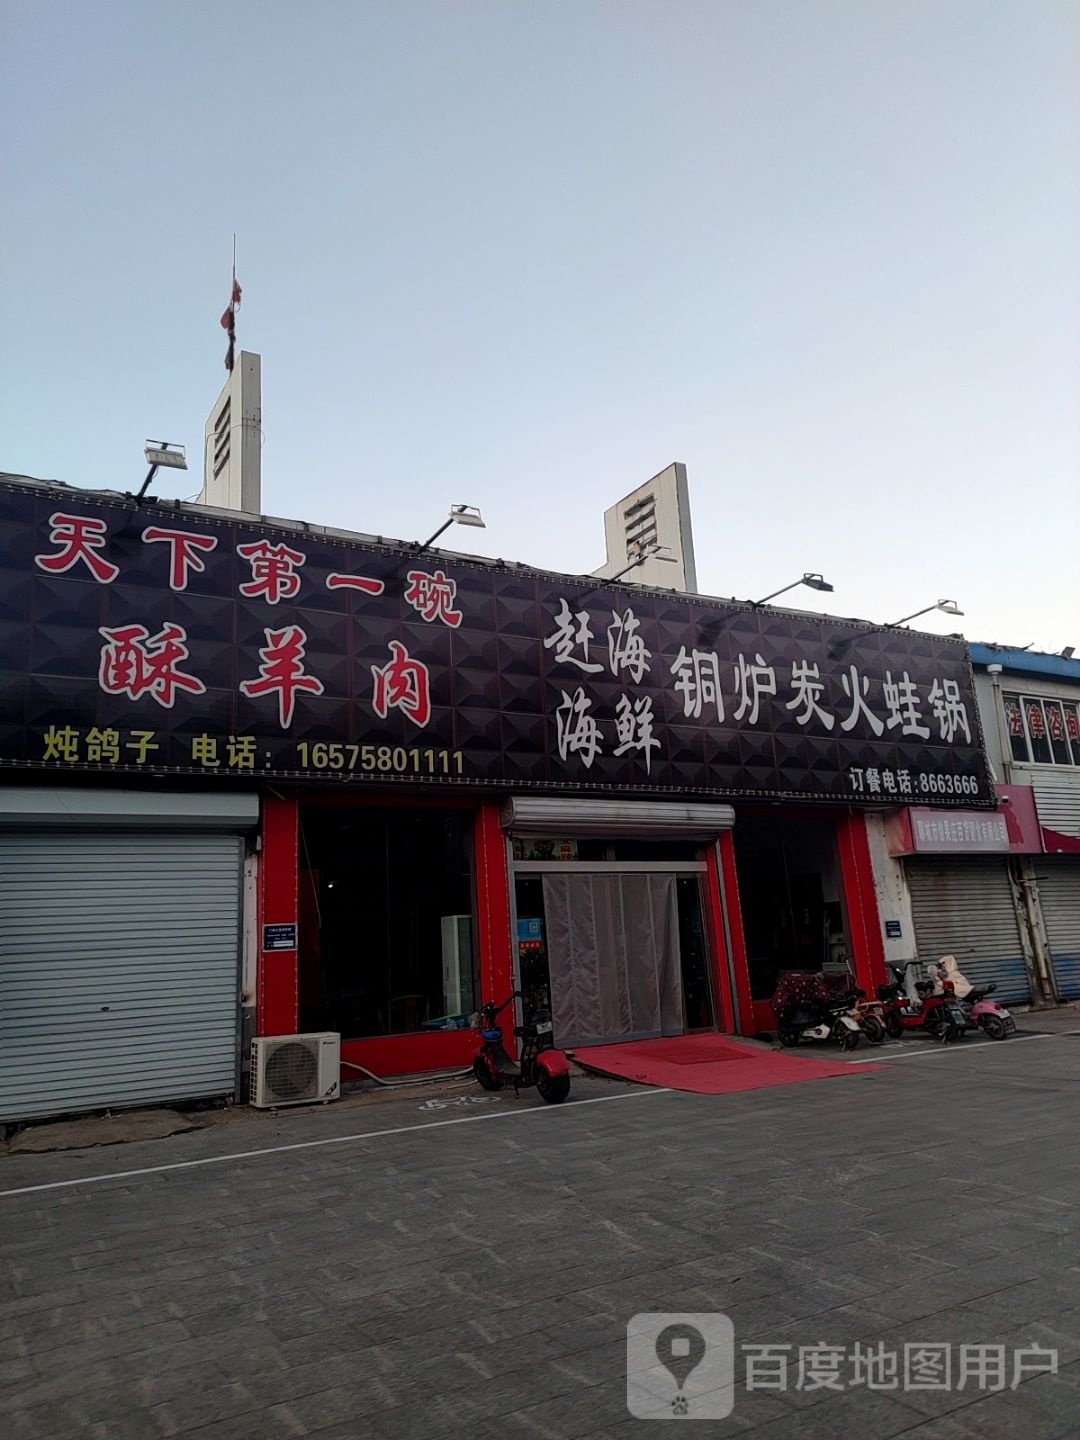 天下第一碗
酥羊肉
炖鸽子 电话：16575801111
赶海
海鲜
铜炉炭火蛙锅
订餐电话:8663666
法律咨询
百度地图用户